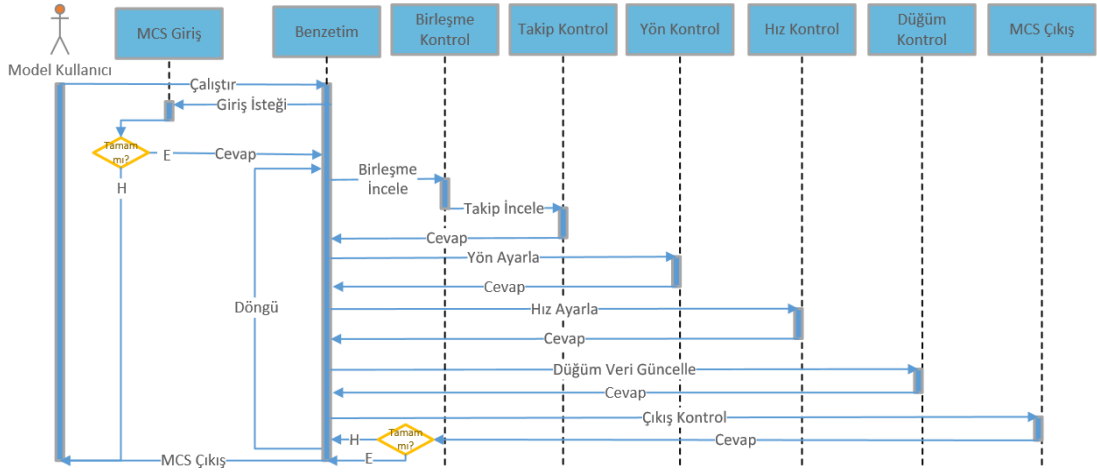 MCS Giriş
Benzetim
Birleşme
Kontrol
Takip Kontrol
Yön Kontrol
Hız Kontrol
Düğüm
Kontrol
MCS Çıkış
Model Kullanıcı
Çalıştır
Giriş İsteği
Tamam
mı?
E
Cevap
H
Birleşme
İncele
Takip İncele
Cevap
Yön Ayarla
Cevap
Döngü
Hız Ayarla
Cevap
Düğüm Veri Güncelle
Cevap
Çıkış Kontrol
Tamam
mı?
H
Cevap
E
MCS Çıkış